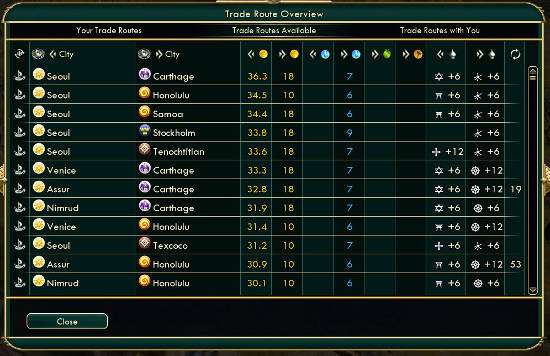 Trade Route Overview
Your Trade Routes Trade Routes Available Trade Routes with You
City City
Seoul Carthage 36.3 18 7 +6 +6
Seoul Honolulu 34.5 10 6 +6 +6
Seoul Samoa 34.4 18 6 +6 +6
Seoul Stockholm 33.8 18 9 +6
Seoul Tenochtitlan 33.6 18 7 +12 +6
Venice Carthage 33.3 18 7 +6 +12
Assur Carthage 32.8 18 7 +6 +12 19
Nimrud Carthage 31.9 18 7 +6 +6
Venice Honolulu 31.4 10 6 +6 +12
Seoul Texcoco 31.2 10 7 +6 +6
Assur Honolulu 30.9 10 6 +6 +12 53
Nimrud Honolulu 30.1 10 6 +6 +6
Close